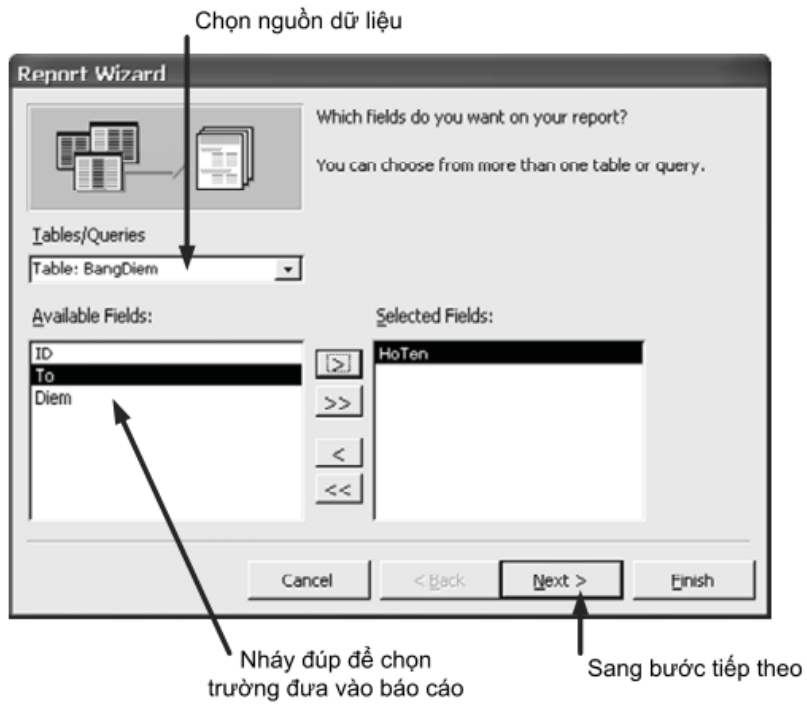 Chọn nguồn dữ liệu
Report Wizard
Which fields do you want on your report?
You can choose from more than one table or query.
Tables/Queries
Table: BangDiem
Available Fields:
Selected Fields:
ID
To
Diem
HoTen
>
>>
<
<<
Cancel
< Back
Next >
Finish
Nháy đúp để chọn
trường đưa vào báo cáo
Sang bước tiếp theo